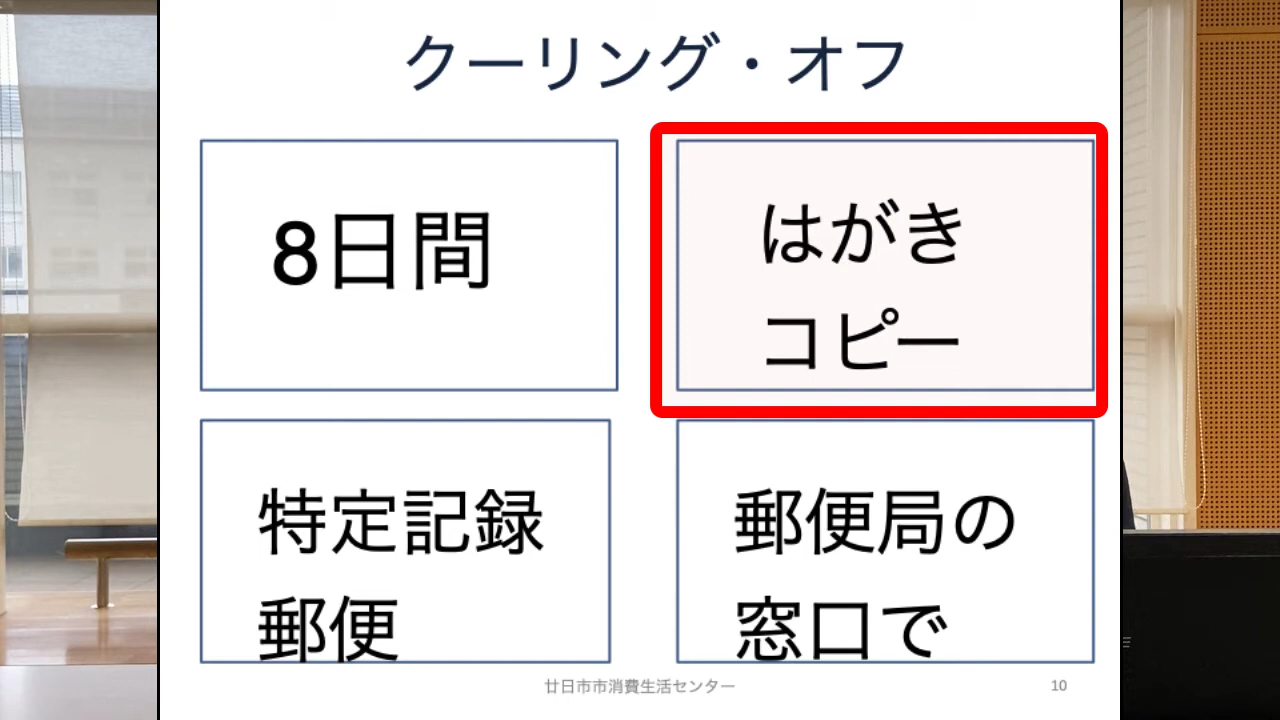 クーリング・オフ
8日間
はがき
コピー
特定記録
郵便
郵便局の
窓口で
廿日市市消費生活センター
10